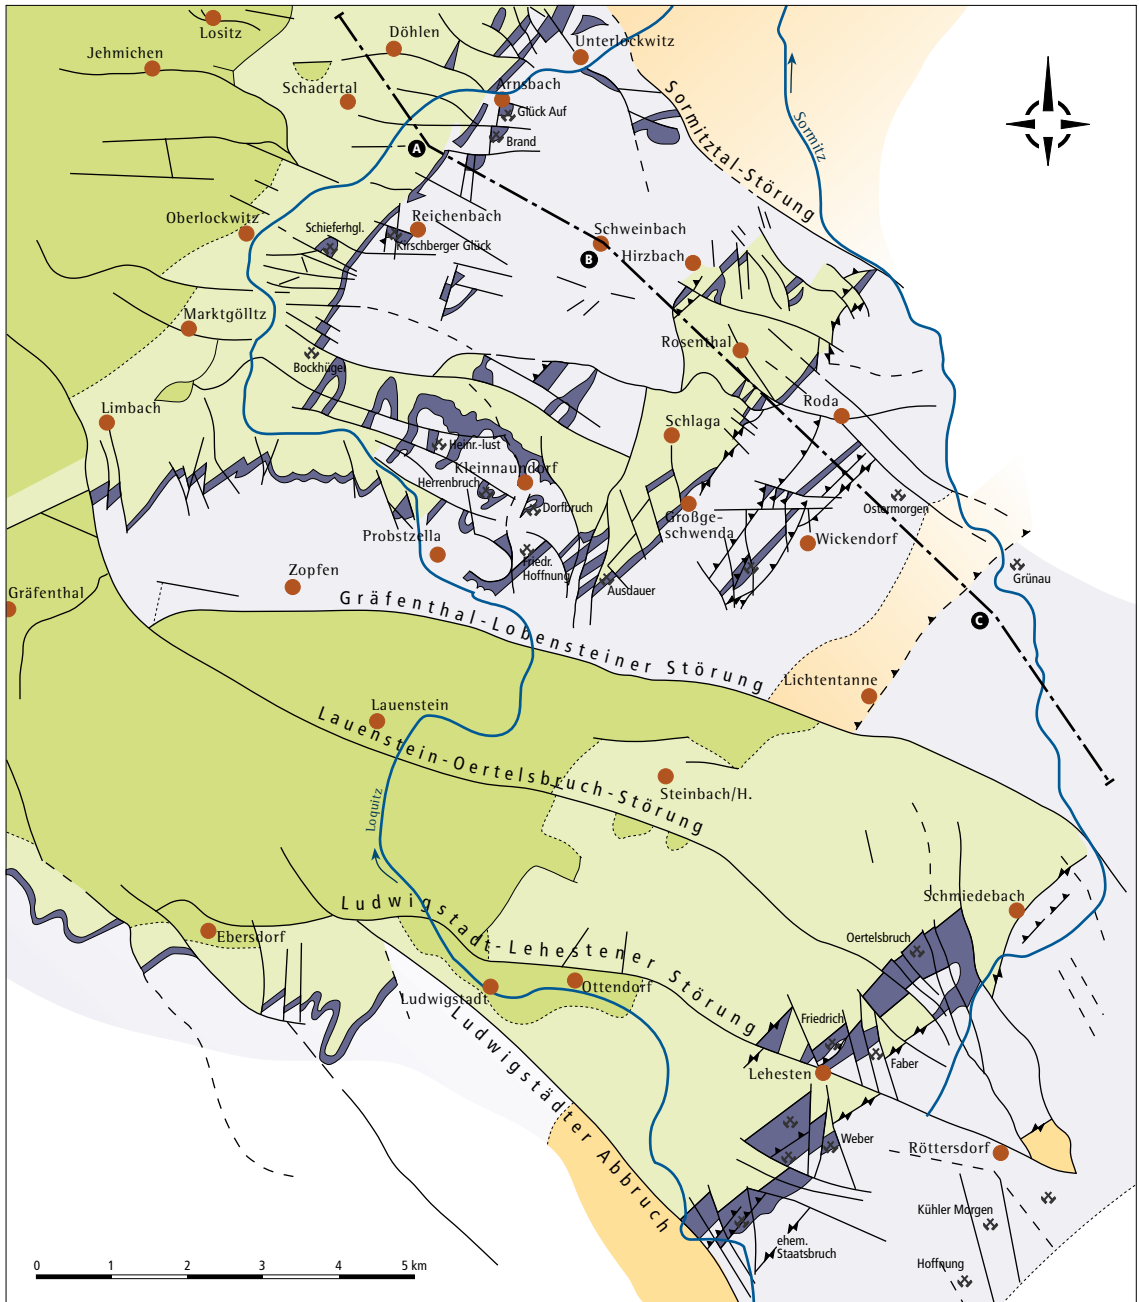 Lositz
Döhlen
Unterlockwitz
Jehmichen
Schadertal
Arnsbach
Glück Auf
Brand
Sormitztal-Störung
Sormitz
A
Oberlockwitz
Schieferhgl.
Reichenbach
Kirschberger Glück
Schweinbach
B
Hirzbach
Marktgölltz
Bockhügel
Rosenthal
Limbach
Roda
Schlaga
Heinr.-lust
Kleinnaundorf
Herrenbruch
Dorfbruch
Großge-
schwenda
Ostermorgen
Wickendorf
Probstzella
Friedr.
Hoffnung
Ausdauer
Grünau
Zopfen
Gräfenthal
C
Gräfenthal-Lobensteiner Störung
Lichtentanne
Lauenstein
Lauenstein-Oertelsbruch-Störung
Steinbach/H.
Loquitz
Schmiedebach
Ludwigstadt-Lehestener Störung
Oertelsbruch
Ebersdorf
Ottendorf
Ludwigstadt
Ludwigstädter Abbruch
Friedrich
Faber
Lehesten
Weber
Röttersdorf
Kühler Morgen
ehem.
Staatsbruch
Hoffnung
0 1 2 3 4 5 km